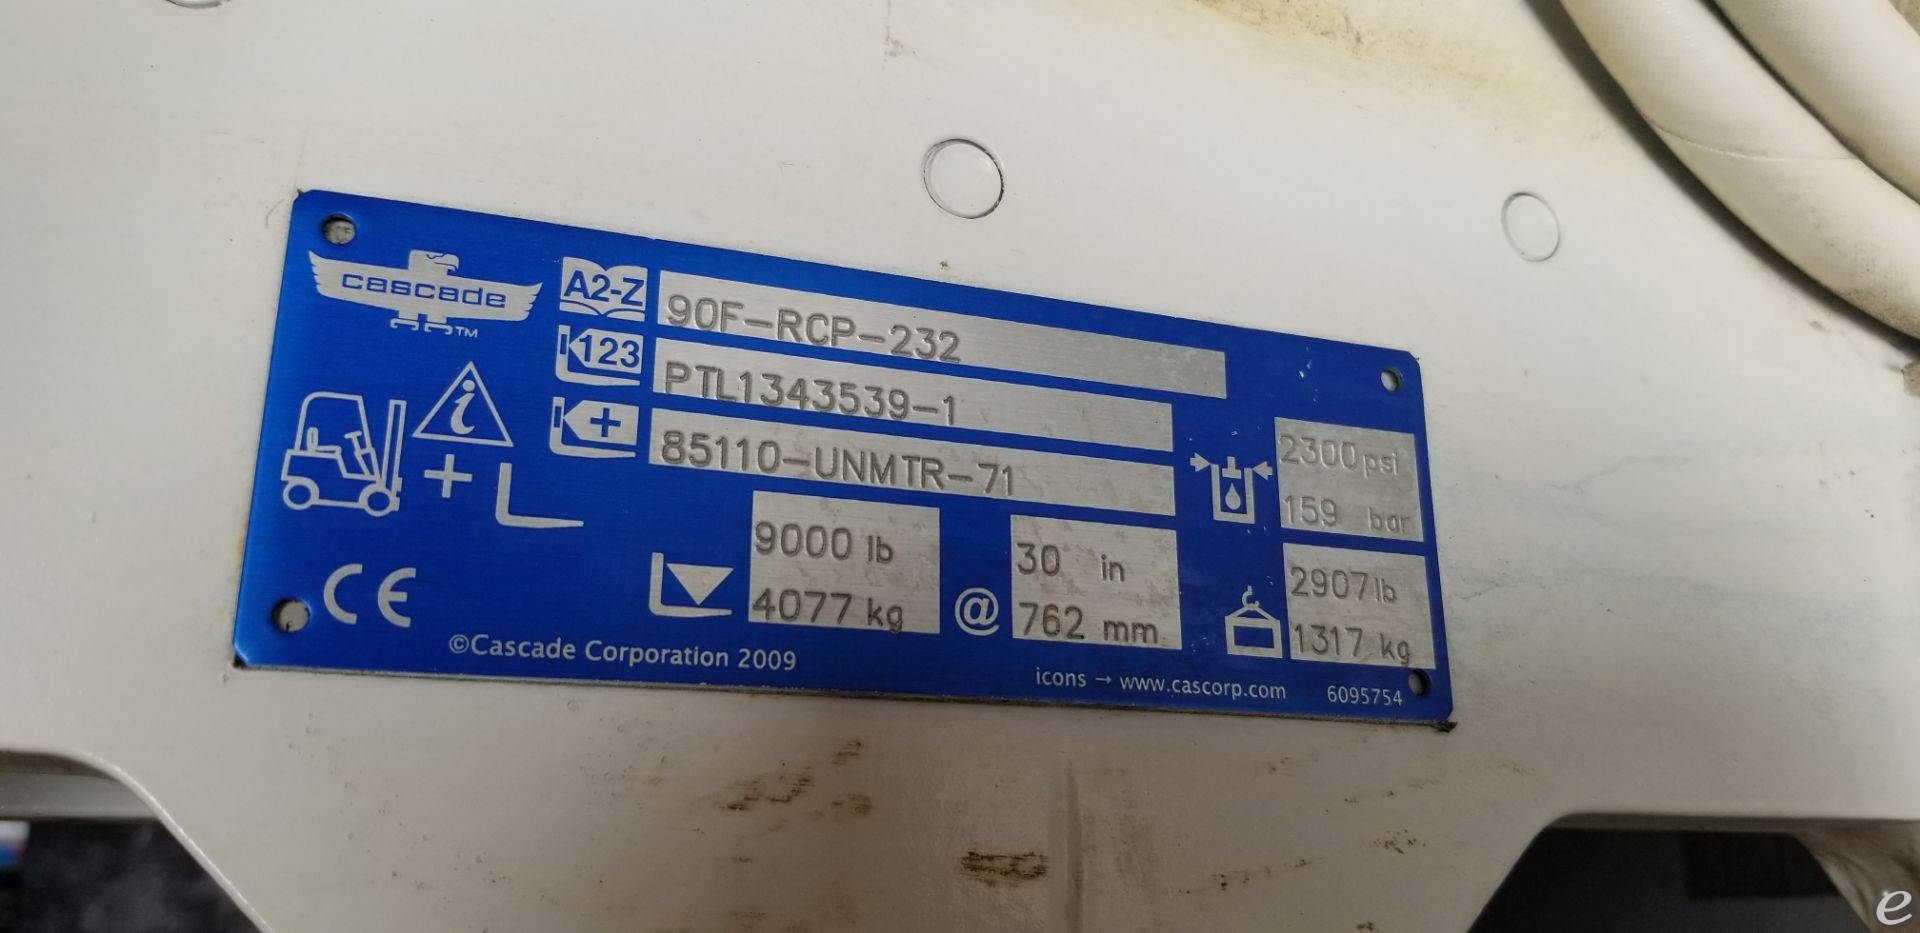 cascade™
A2-Z 90F-RCP-232
123 PTL1343539-1
+ 85110-UNMTR-71
i
+
9000 lb
4077 kg
@
30 in
762 mm
2300 psi
159 bar
2907 lb
1317 kg
CE
©Cascade Corporation 2009
icons → www.cascorp.com 6095754
e